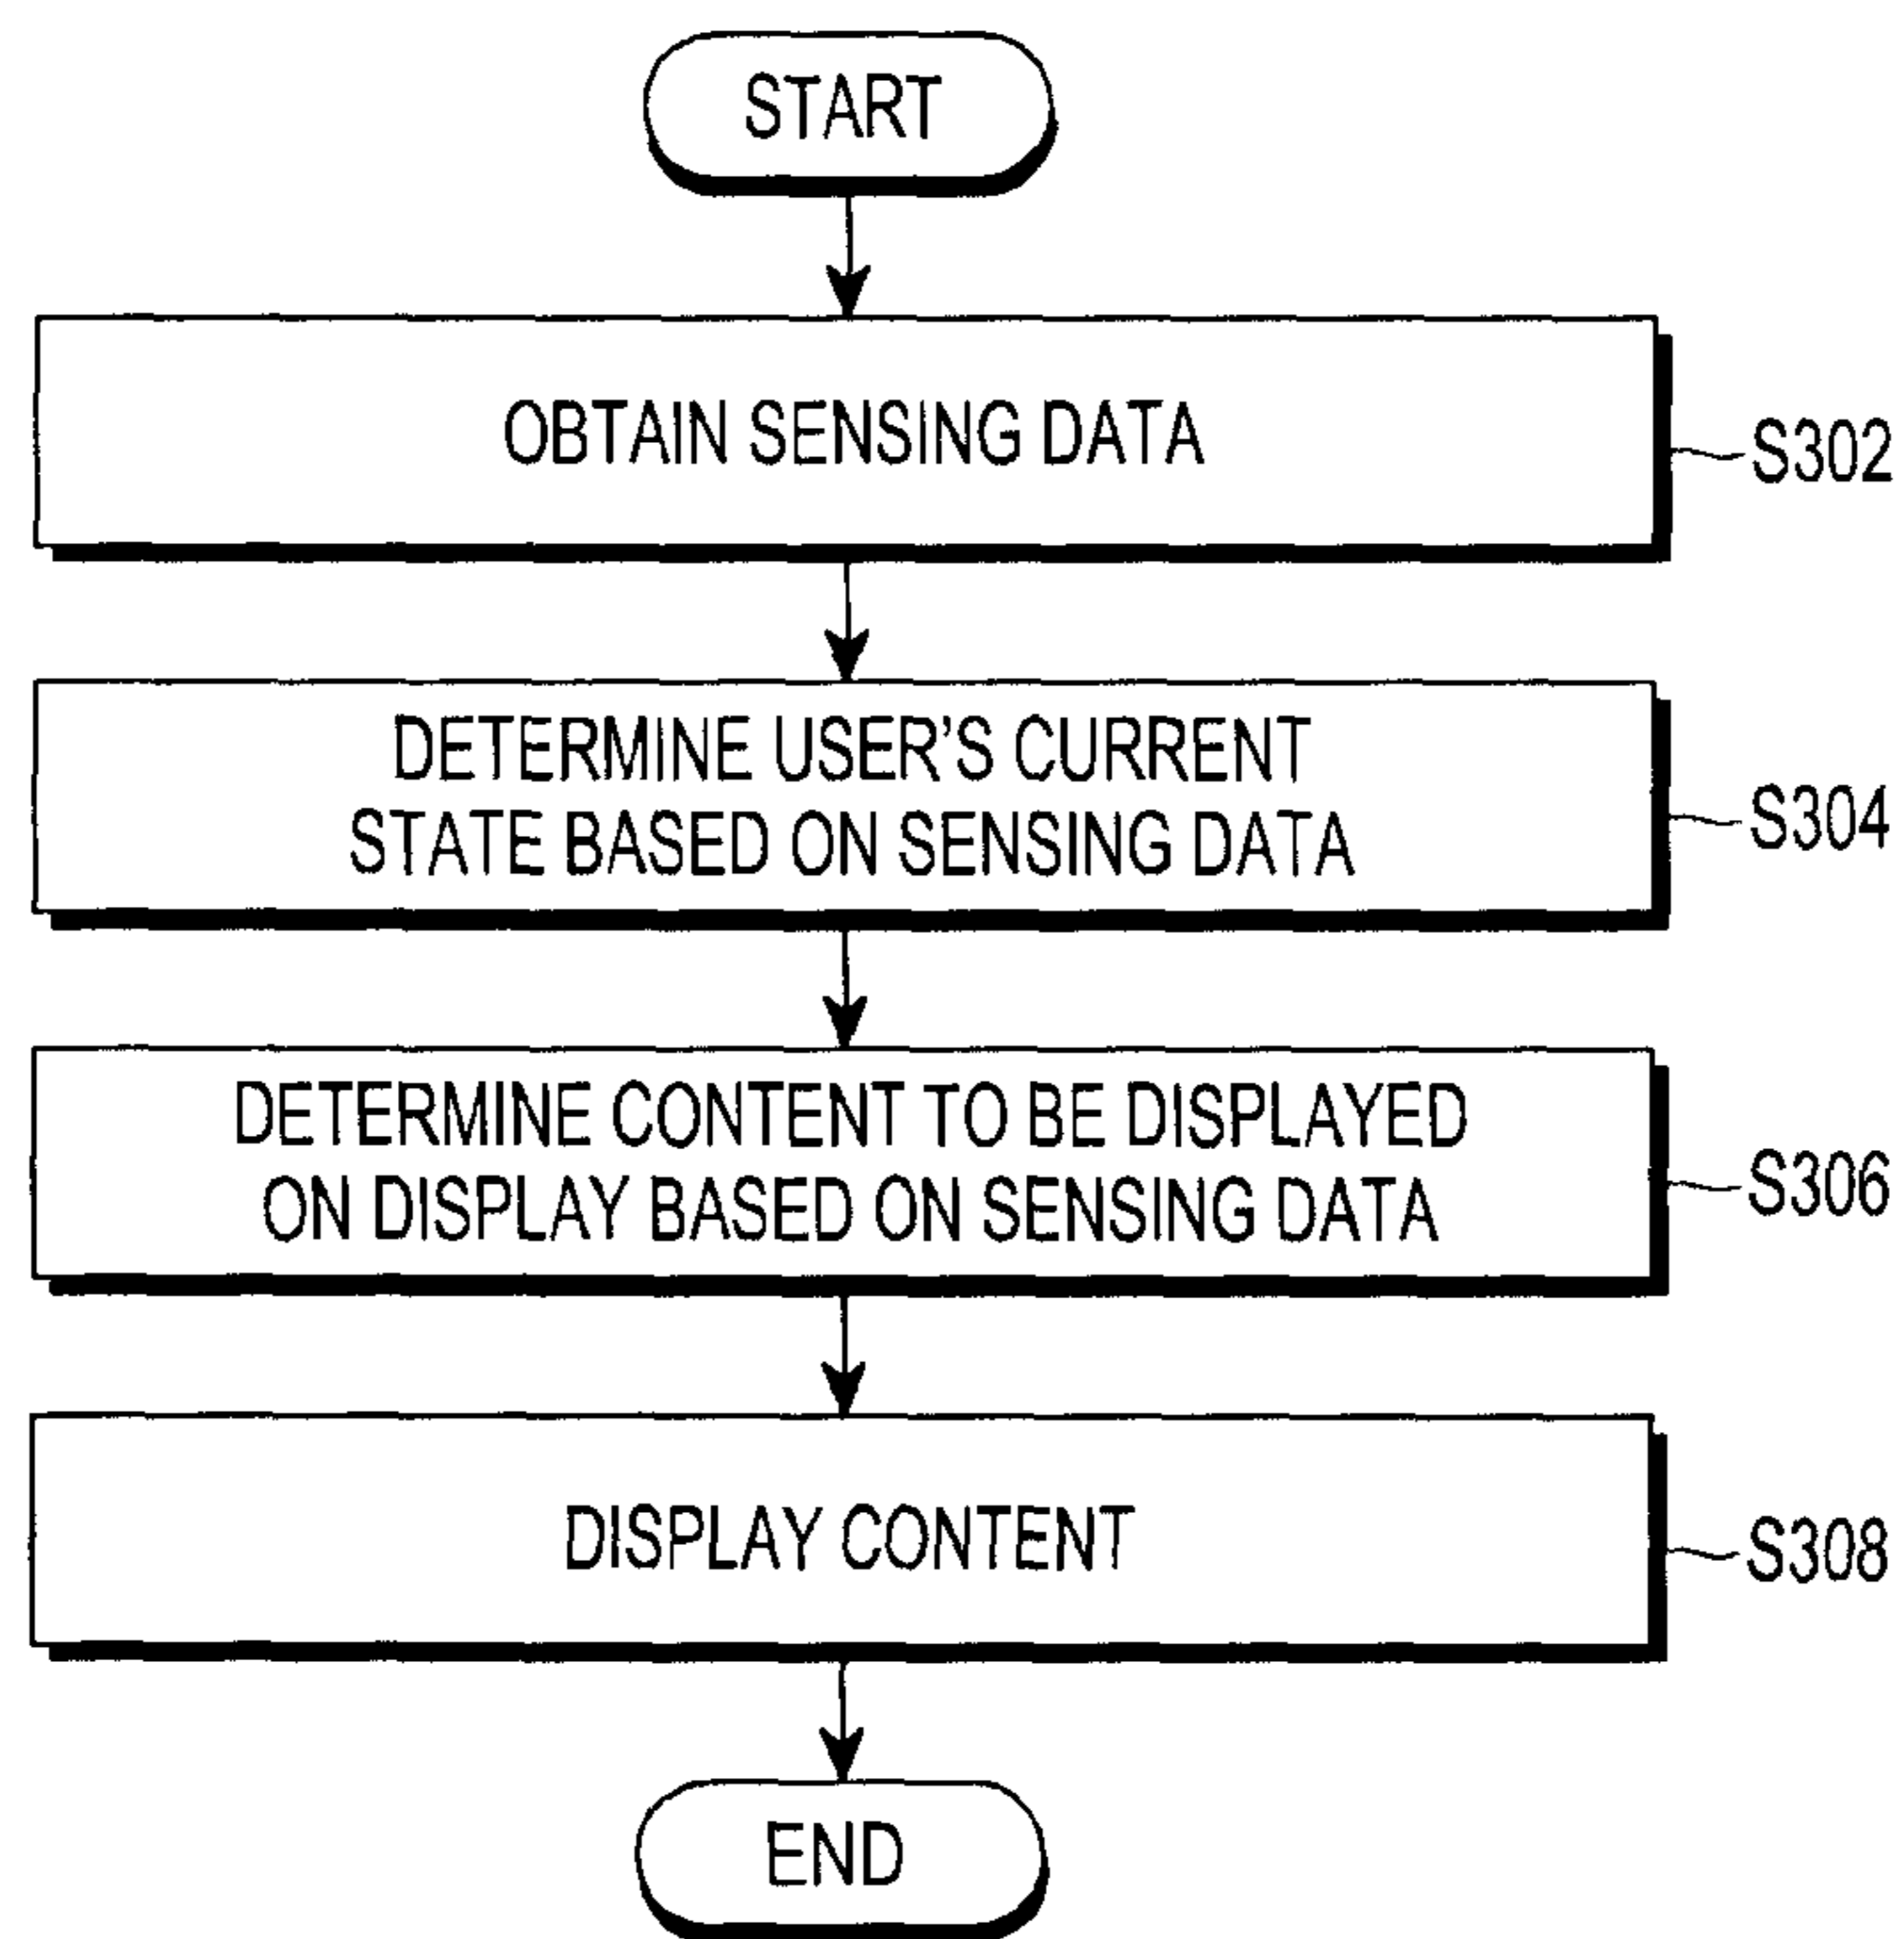 START
OBTAIN SENSING DATA
S302
DETERMINE USER’S CURRENT
STATE BASED ON SENSING DATA
S304
DETERMINE CONTENT TO BE DISPLAYED
ON DISPLAY BASED ON SENSING DATA
S306
DISPLAY CONTENT
S308
END